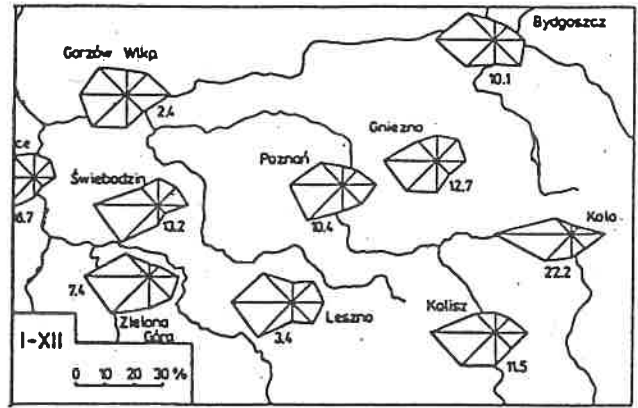 Bydgoszcz
10.1
Gorzów Wlkp.
2.4
Gniezno
12.7
ce
Świebodzin
13.2
Poznań
10.4
Koło
22.2
7.4
Zielona
Góra
Leszno
3.4
Kalisz
11.5
I-XII
0 10 20 30 %